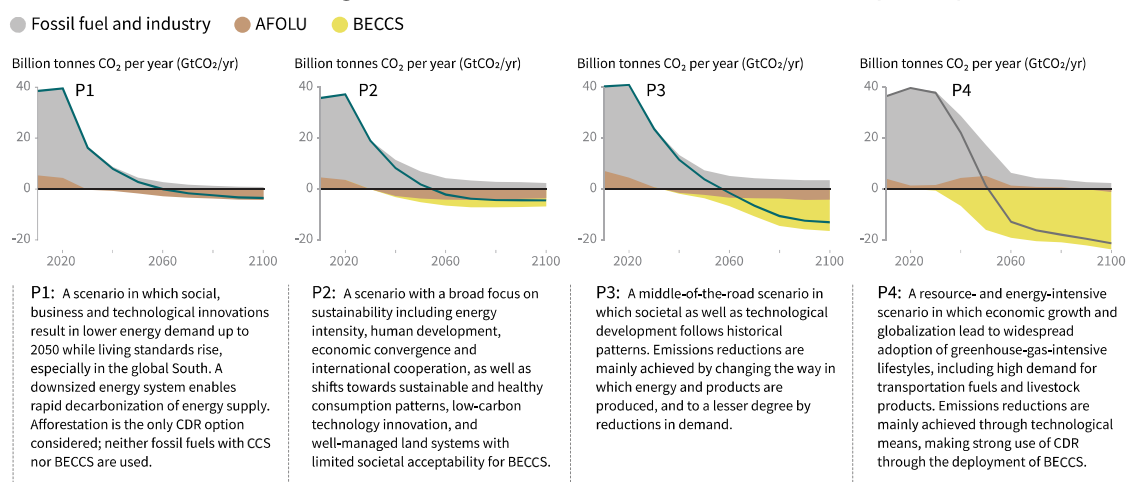 Fossil fuel and industry AFOLU BECCS
Billion tonnes CO₂ per year (GtCO₂/yr) Billion tonnes CO₂ per year (GtCO₂/yr) Billion tonnes CO₂ per year (GtCO₂/yr) Billion tonnes CO₂ per year (GtCO₂/yr)
40 P1 40 P2 40 P3 40 P4
20 20 20 20
0 0 0 0
−20 −20 −20 −20
2020 2060 2100 2020 2060 2100 2020 2060 2100 2020 2060 2100
P1: A scenario in which social,
business and technological innovations
result in lower energy demand up to
2050 while living standards rise,
especially in the global South. A
downsized energy system enables
rapid decarbonization of energy supply.
Afforestation is the only CDR option
considered; neither fossil fuels with CCS
nor BECCS are used.
P2: A scenario with a broad focus on
sustainability including energy
intensity, human development,
economic convergence and
international cooperation, as well as
shifts towards sustainable and healthy
consumption patterns, low-carbon
technology innovation, and
well-managed land systems with
limited societal acceptability for BECCS.
P3: A middle-of-the-road scenario in
which societal as well as technological
development follows historical
patterns. Emissions reductions are
mainly achieved by changing the way in
which energy and products are
produced, and to a lesser degree by
reductions in demand.
P4: A resource- and energy-intensive
scenario in which economic growth and
globalization lead to widespread
adoption of greenhouse-gas-intensive
lifestyles, including high demand for
transportation fuels and livestock
products. Emissions reductions are
mainly achieved through technological
means, making strong use of CDR
through the deployment of BECCS.